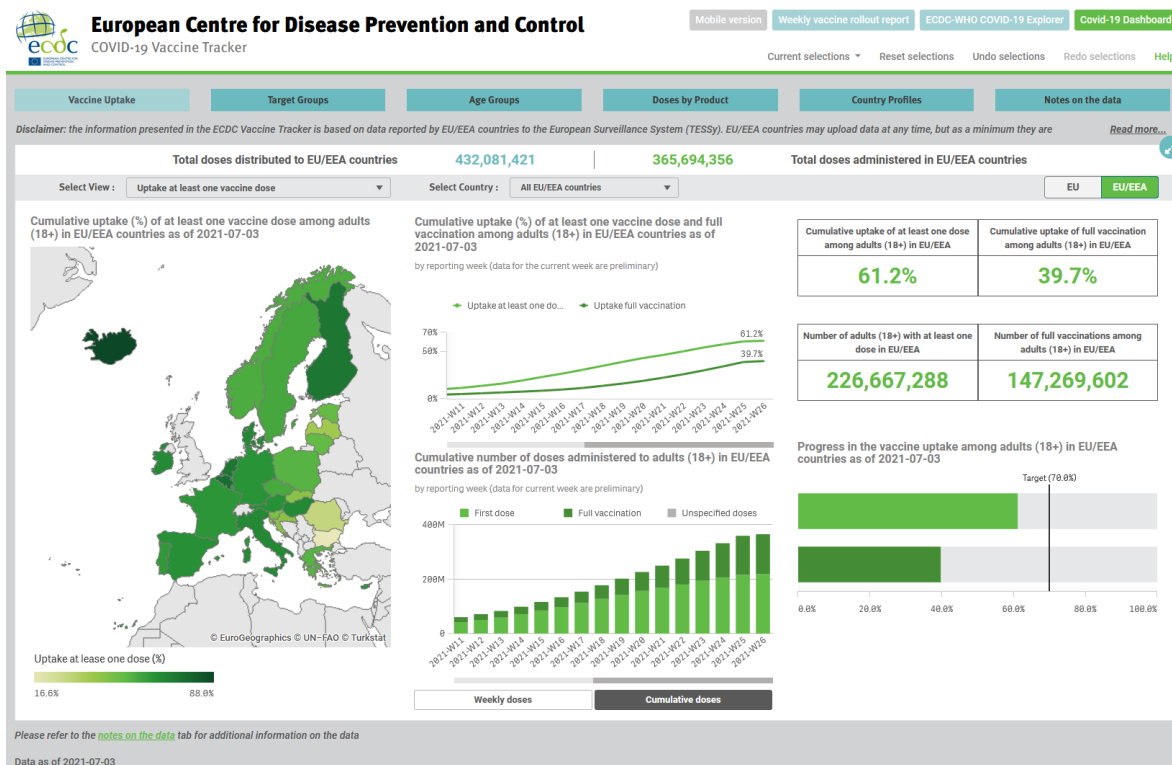 ecdc
EUROPEAN CENTRE FOR
DISEASE PREVENTION
AND CONTROL
European Centre for Disease Prevention and Control
COVID-19 Vaccine Tracker
Mobile version
Weekly vaccine rollout report
ECDC-WHO COVID-19 Explorer
Covid-19 Dashboard
Current selections
Reset selections
Undo selections
Redo selections
Help
Vaccine Uptake
Target Groups
Age Groups
Doses by Product
Country Profiles
Notes on the data
Disclaimer: the information presented in the ECDC Vaccine Tracker is based on data reported by EU/EEA countries to the European Surveillance System (TESSy). EU/EEA countries may upload data at any time, but as a minimum they are
Read more...
Total doses distributed to EU/EEA countries
432,081,421
365,694,356
Total doses administered in EU/EEA countries
Select View :
Uptake at least one vaccine dose
Select Country :
All EU/EEA countries
EU
EU/EEA
Cumulative uptake (%) of at least one vaccine dose among adults
(18+) in EU/EEA countries as of 2021-07-03
© EuroGeographics © UN-FAO © Turkstat
Uptake at lease one dose (%)
16.6%
88.0%
Cumulative uptake (%) of at least one vaccine dose and full
vaccination among adults (18+) in EU/EEA countries as of
2021-07-03
by reporting week (data for the current week are preliminary)
Uptake at least one do...
Uptake full vaccination
70%
50%
0%
61.2%
39.7%
2021-W11
2021-W12
2021-W13
2021-W14
2021-W15
2021-W16
2021-W17
2021-W18
2021-W19
2021-W20
2021-W21
2021-W22
2021-W23
2021-W24
2021-W25
2021-W26
Cumulative number of doses administered to adults (18+) in EU/EEA
countries as of 2021-07-03
by reporting week (data for current week are preliminary)
First dose
Full vaccination
Unspecified doses
400M
200M
0
2021-W11
2021-W12
2021-W13
2021-W14
2021-W15
2021-W16
2021-W17
2021-W18
2021-W19
2021-W20
2021-W21
2021-W22
2021-W23
2021-W24
2021-W25
2021-W26
Weekly doses
Cumulative doses
Cumulative uptake of at least one dose
among adults (18+) in EU/EEA
61.2%
Cumulative uptake of full vaccination
among adults (18+) in EU/EEA
39.7%
Number of adults (18+) with at least one
dose in EU/EEA
226,667,288
Number of full vaccinations among
adults (18+) in EU/EEA
147,269,602
Progress in the vaccine uptake among adults (18+) in EU/EEA
countries as of 2021-07-03
Target (70.0%)
0.0%
20.0%
40.0%
60.0%
80.0%
100.0%
Please refer to the notes on the data tab for additional information on the data
Data as of 2021-07-03